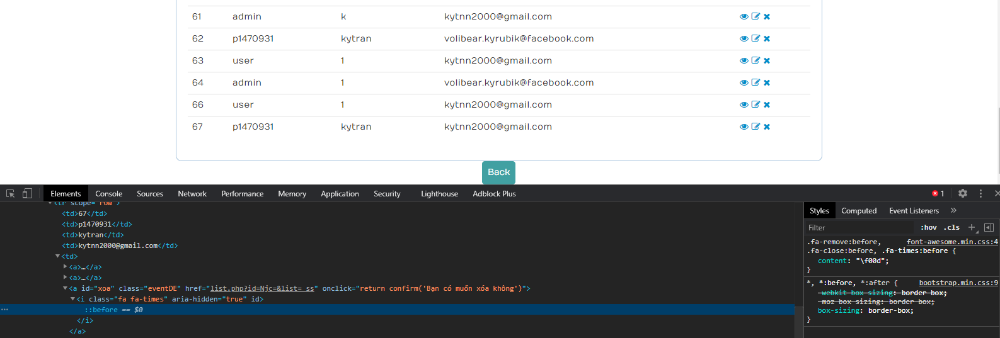 61 admin k kytnn2000@gmail.com
62 p1470931 kytran volibear.kyrubik@facebook.com
63 user 1 kytnn2000@gmail.com
64 admin 1 volibear.kyrubik@facebook.com
66 user 1 kytnn2000@gmail.com
67 p1470931 kytran kytnn2000@gmail.com
Back
Elements Console Sources Network Performance Memory Application Security Lighthouse Adblock Plus 1
<tr scope="row">
<td>67</td>
<td>p1470931</td>
<td>kytran</td>
<td>kytnn2000@gmail.com</td>
<td>
<a>…</a>
<a>…</a>
<a id="xoa" class="eventDE" href="list.php?id=Njc=&list= ss" onclick="return confirm('Bạn có muốn xóa không')">
<i class="fa fa-times" aria-hidden="true" id>
::before == $0
</i>
</a>
Styles Computed Event Listeners »
Filter :hov .cls +
.fa-remove:before, font-awesome.min.css:4
.fa-close:before, .fa-times:before {
content: "\f00d";
}
*, *:before, *:after { bootstrap.min.css:9
-webkit-box-sizing: border-box;
-moz-box-sizing: border-box;
box-sizing: border-box;
}